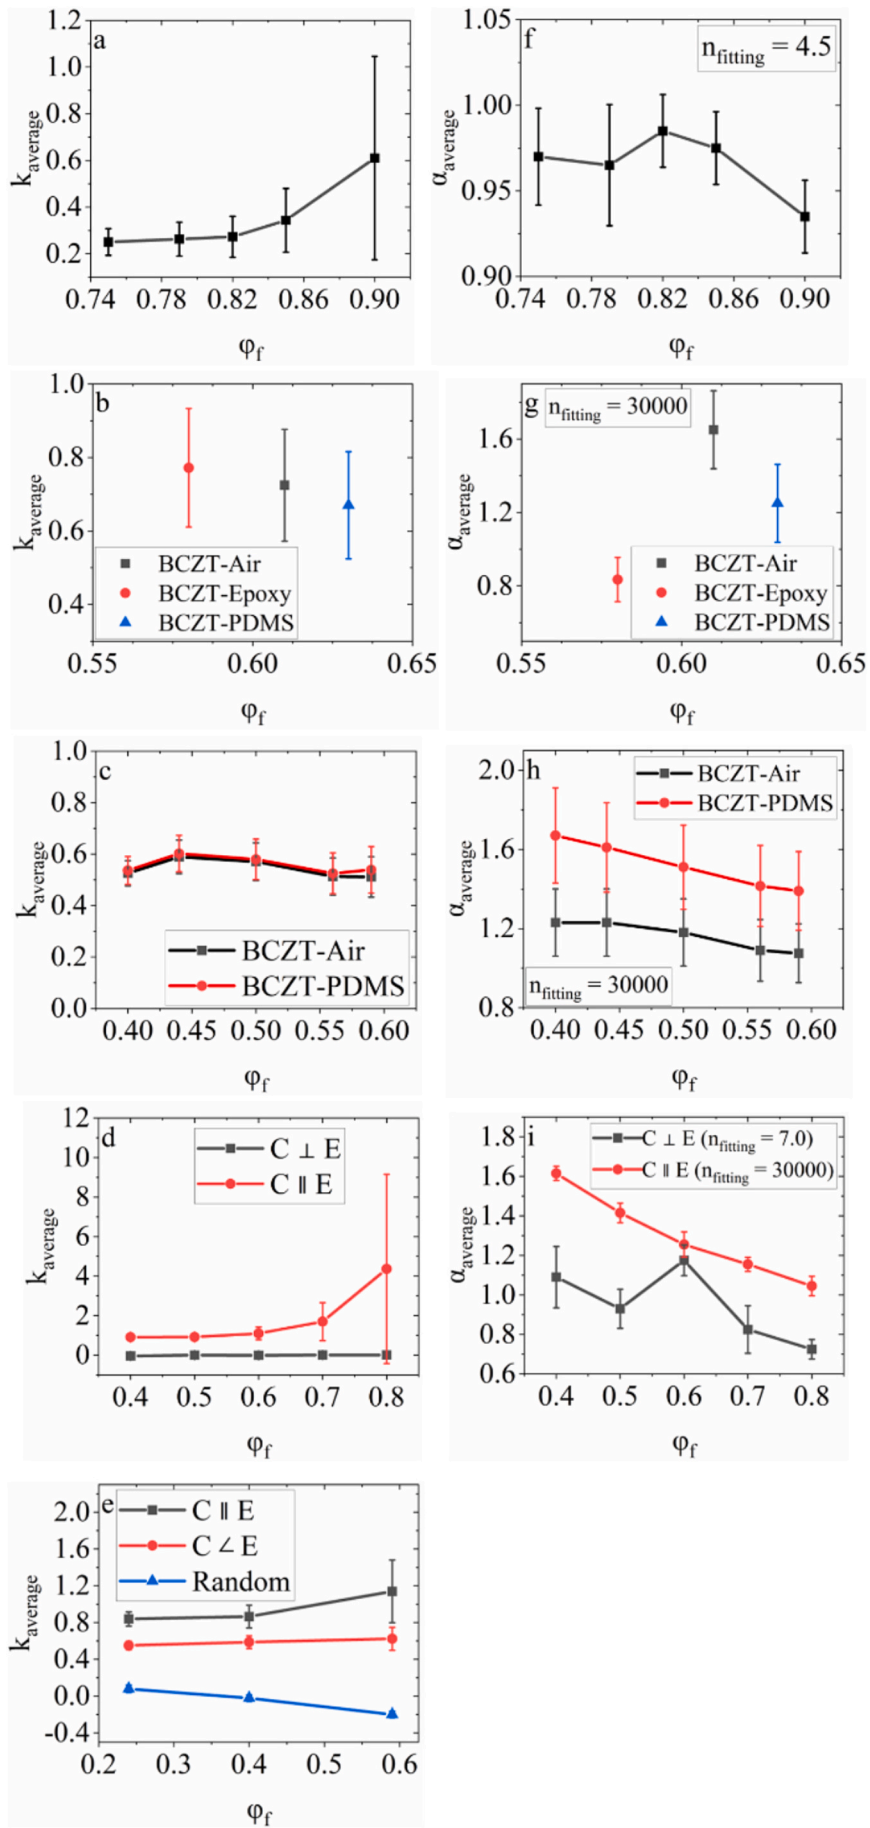 a
1.2
1.0
0.8
0.6
0.4
0.2
k_average
0.74 0.78 0.82 0.86 0.90
φ_f
f
n_fitting = 4.5
1.05
1.00
0.95
0.90
α_average
0.74 0.78 0.82 0.86 0.90
φ_f
b
1.0
0.8
0.6
0.4
k_average
BCZT-Air
BCZT-Epoxy
BCZT-PDMS
0.55 0.60 0.65
φ_f
g
n_fitting = 30000
1.6
1.2
0.8
α_average
BCZT-Air
BCZT-Epoxy
BCZT-PDMS
0.55 0.60 0.65
φ_f
c
1.0
0.8
0.6
0.4
0.2
0.0
k_average
BCZT-Air
BCZT-PDMS
0.40 0.45 0.50 0.55 0.60
φ_f
h
BCZT-Air
BCZT-PDMS
2.0
1.6
1.2
0.8
α_average
n_fitting = 30000
0.40 0.45 0.50 0.55 0.60
φ_f
d
C ⊥ E
C ∥ E
12
10
8
6
4
2
0
k_average
0.4 0.5 0.6 0.7 0.8
φ_f
i
C ⊥ E (n_fitting = 7.0)
C ∥ E (n_fitting = 30000)
1.8
1.6
1.4
1.2
1.0
0.8
0.6
α_average
0.4 0.5 0.6 0.7 0.8
φ_f
e
C ∥ E
C ∠ E
Random
2.0
1.6
1.2
0.8
0.4
0.0
-0.4
k_average
0.2 0.3 0.4 0.5 0.6
φ_f